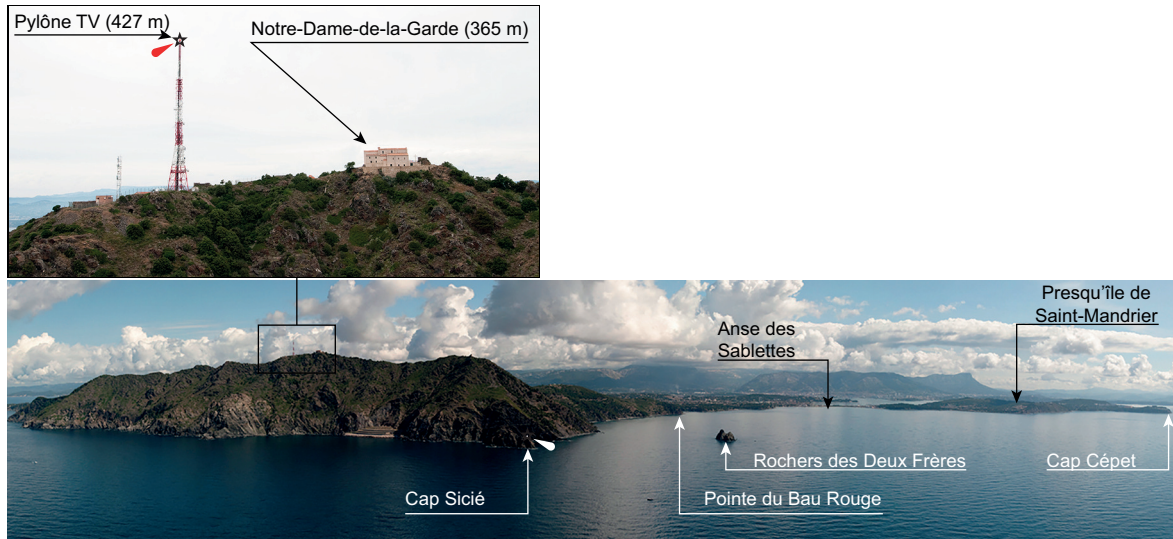 Pylône TV (427 m)
Notre-Dame-de-la-Garde (365 m)
Presqu'île de
Saint-Mandrier
Anse des
Sablettes
Rochers des Deux Frères
Cap Cépet
Cap Sicié
Pointe du Bau Rouge